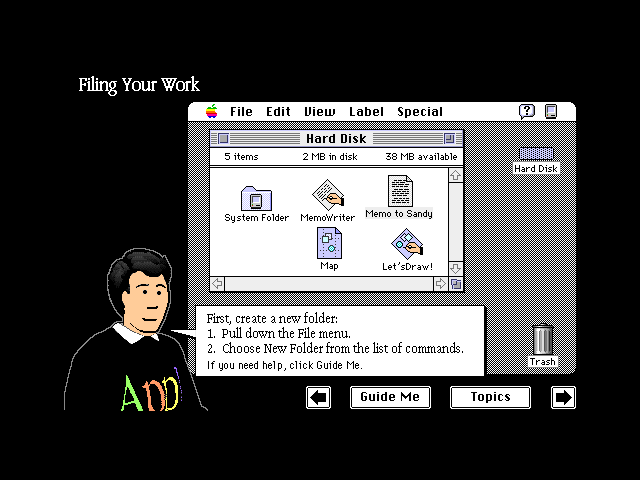 Filing Your Work
File Edit View Label Special
Hard Disk
5 items 2 MB in disk 38 MB available
Hard Disk
System Folder MemoWriter Memo to Sandy
Map Let'sDraw!
First, create a new folder:
1. Pull down the File menu.
2. Choose New Folder from the list of commands.
If you need help, click Guide Me.
Trash
Guide Me Topics